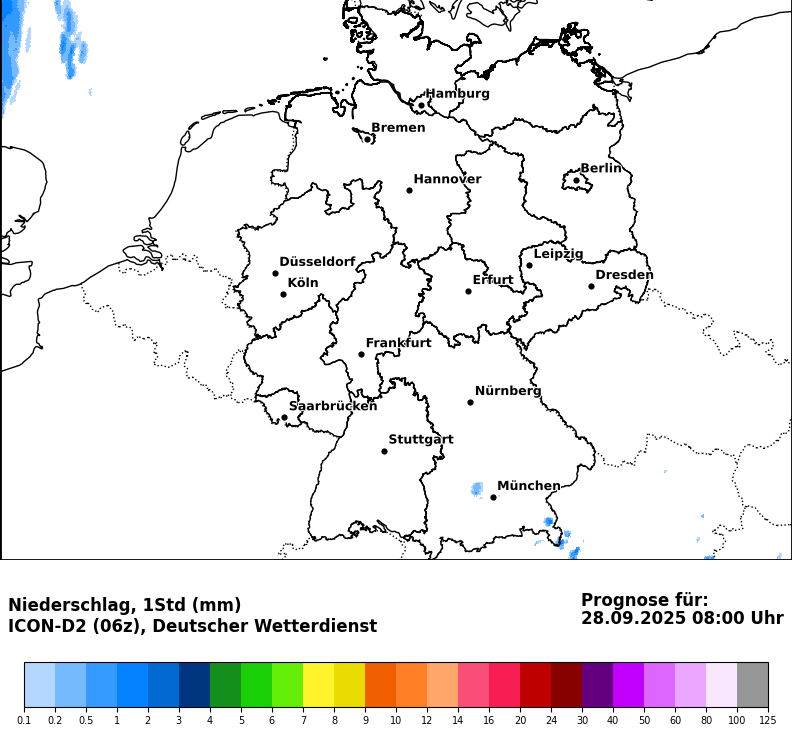 Hamburg
Bremen
Berlin
Hannover
Leipzig
Düsseldorf
Dresden
Köln
Erfurt
Frankfurt
Nürnberg
Saarbrücken
Stuttgart
München
Niederschlag, 1Std (mm)
ICON-D2 (06z), Deutscher Wetterdienst
Prognose für:
28.09.2025 08:00 Uhr
0.1 0.2 0.5 1 2 3 4 5 6 7 8 9 10 12 14 16 20 24 30 40 50 60 80 100 125